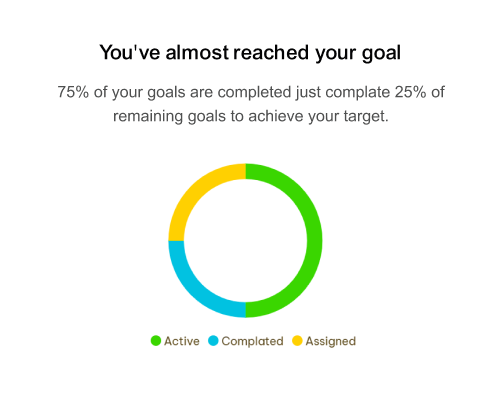 You've almost reached your goal
75% of your goals are completed just complate 25% of
remaining goals to achieve your target.
Active Complated Assigned